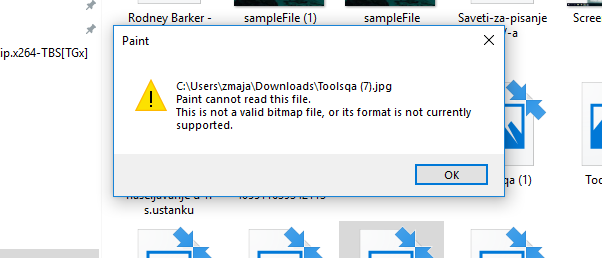 Rodney Barker -
sampleFile (1)
sampleFile
Saveti-za-pisanje
Scree
-a
ip.x264-TBS[TGx]
Paint
C:\Users\zmaja\Downloads\Toolsqa (7).jpg
Paint cannot read this file.
This is not a valid bitmap file, or its format is not currently
supported.
OK
qa (1)
Too
s.ustanku